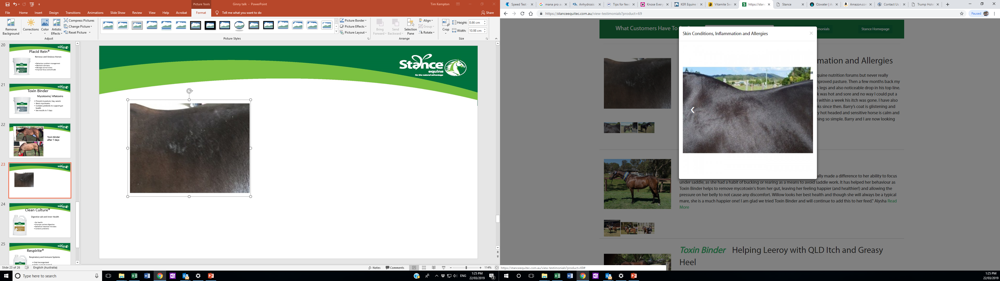 Picture Tools
Ginny talk - PowerPoint
Tim Kempton
File Home Insert Design Transitions Animations Slide Show Review View Help Acrobat Format Tell me what you want to do
Share
Remove Background
Corrections
Color
Artistic Effects
Compress Pictures
Change Picture
Reset Picture
Adjust
Picture Styles
Picture Border
Picture Effects
Picture Layout
Bring Forward
Send Backward
Selection Pane
Align
Group
Rotate
Arrange
Crop
Height: 8.66 cm
Width: 10.98 cm
Size
20
Stance
Placid Rein®
Nervous and Anxious Horses
• Behaviour problem management
• Maintain calmness
• Manage normal stress
• Improve focus and attitude
21
Stance
Toxin Binder
Mycotoxins/ Aflatoxins
• Present in pasture, hay, weeds
• Binds mycotoxins
• Contains prebiotic to support gut
health
• See results in 7 days
22
Stance
Toxin Binder
after 7 days
23
Stance
24
Stance
Clean Culture®
Digestive aid and Inner Health
- Gut health
• Improve nutrient digestion
• Beneficial intestinal microbes
• Contains prebiotics
25
Stance
Respirite®
Respiratory and Immune Systems
• Oral decongestant
Stance
equine
for the natural advantage
Slide 23 of 26
English (Australia)
Notes
Comments
114%
Type here to search
ENG
1:25 PM
22/03/2019
2
Speed Test -
mana pro au
Anhydrosis -
Tips for feed
Knose Every
KER Equine
Vitamite Swe
https://stanc
Stance
Ozwater | Au
Amazon.com
Contact Us |
Trump Hote
https://stanceequitec.com.au/view-testimonials?product=69
Paused
What Customers Have To
monials
Stance Homepage
Skin Conditions, Inflammation and Allergies
mation and Allergies
quine nutrition forums but never really
nproved pasture. Then a few months back my
s legs and also noticeable drop in his top line.
k was hot and sore and no way I could put a
l within a week his itch was gone. I have also
ks since then. Barry's coat is glistening and
y hot headed and sensitive horse is calm and
ning so simple. Barry and I are now looking
ally made a difference to her ability to focus
under saddle, as she had a habit of bucking or rearing as a means to avoid saddle work. It has helped her behaviour as
Toxin Binder helps to remove mycotoxin's from her gut, leaving her feeling happier (and healthier!) and allowing the
pressure on her belly to not cause any discomfort. Willow looks her best health and though she will always be a typical
mare, she is a much happier one! I am glad we tried Toxin Binder and will continue to add this to her feed." Alysha Read
More
Toxin Binder Helping Leeroy with QLD Itch and Greasy
Heel
https://stanceequitec.com.au/view-testimonials?product=69#
1:25 PM
22/03/2019